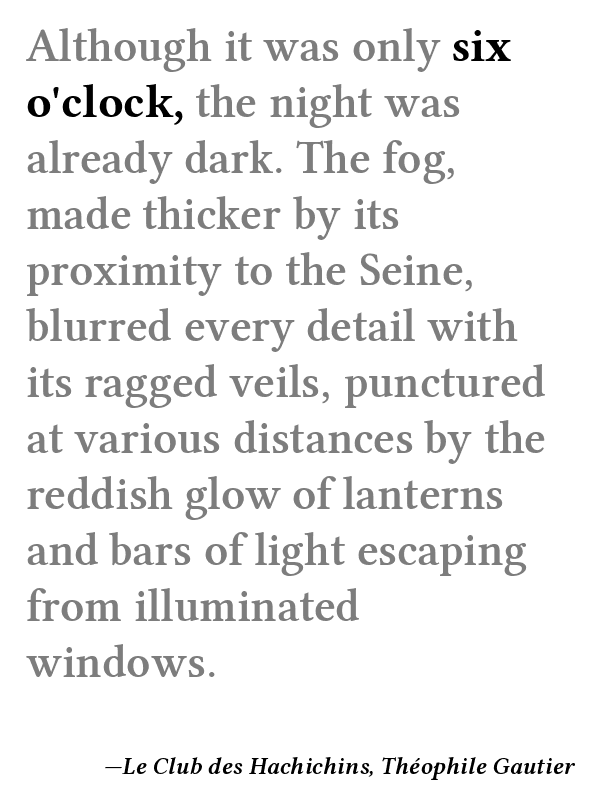 Although it was only six
o'clock, the night was
already dark. The fog,
made thicker by its
proximity to the Seine,
blurred every detail with
its ragged veils, punctured
at various distances by the
reddish glow of lanterns
and bars of light escaping
from illuminated
windows.
—Le Club des Hachichins, Théophile Gautier